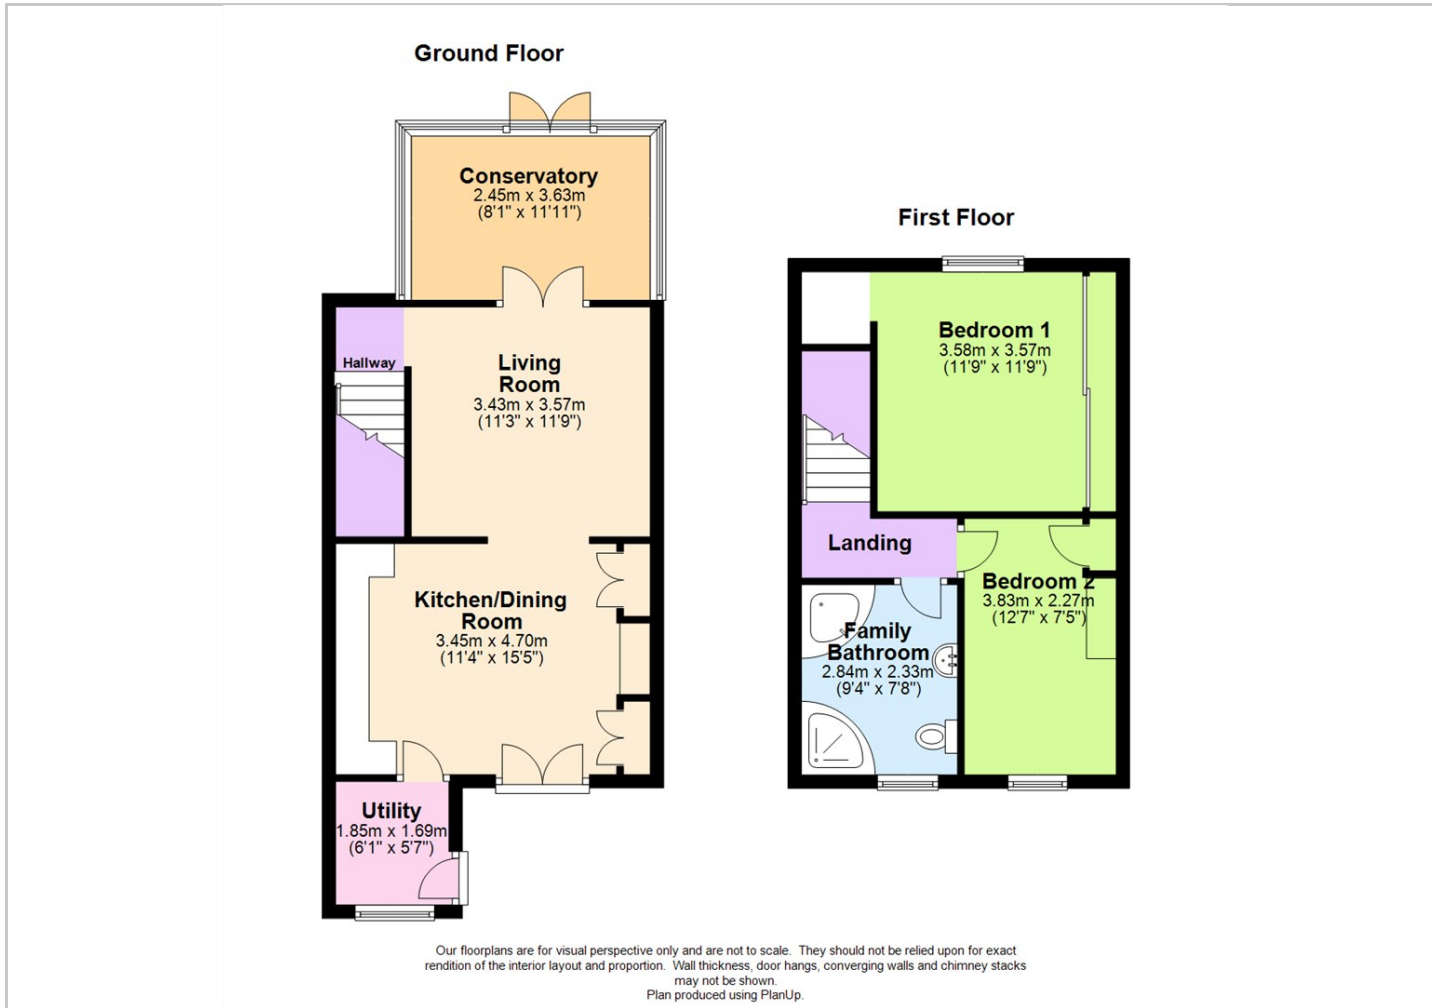 Ground Floor
Conservatory
2.45m x 3.63m
(8'1" x 11'11")
Hallway
Living
Room
3.43m x 3.57m
(11'3" x 11'9")
Kitchen/Dining
Room
3.45m x 4.70m
(11'4" x 15'5")
Utility
1.85m x 1.69m
(6'1" x 5'7")
First Floor
Bedroom 1
3.58m x 3.57m
(11'9" x 11'9")
Landing
Bedroom 2
3.83m x 2.27m
(12'7" x 7'5")
Family
Bathroom
2.84m x 2.33m
(9'4" x 7'8")
Our floorplans are for visual perspective only and are not to scale. They should not be relied upon for exact
rendition of the interior layout and proportion. Wall thickness, door hangs, converging walls and chimney stacks
may not be shown.
Plan produced using PlanUp.